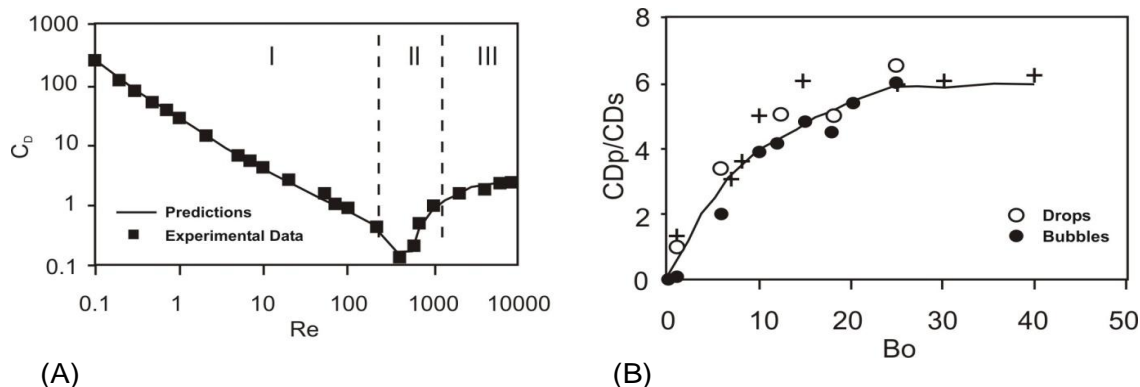 1000
100
10
1
0.1
C_D
I
II
III
Predictions
Experimental Data
0.1 1 10 100 1000 10000
Re
(A)
8
6
4
2
0
CDp/CDs
Drops
Bubbles
0 10 20 30 40 50
Bo
(B)